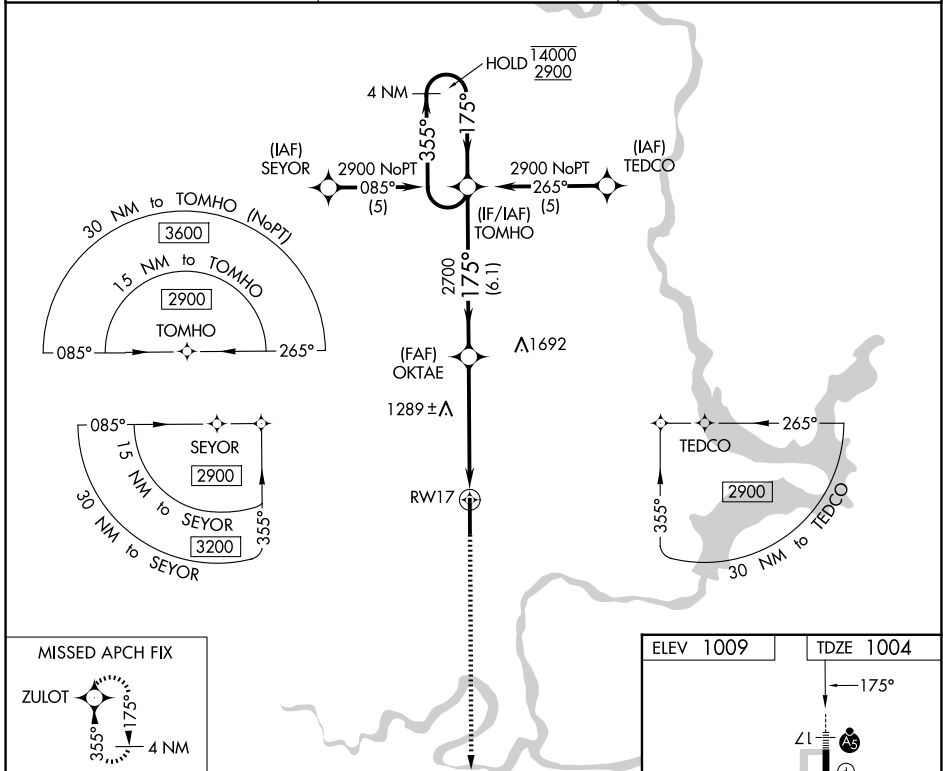 HOLD 14000
2900
4 NM
355°
175°
(IAF)
SEYOR
2900 NoPT
085°
(5)
2900 NoPT
265°
(5)
(IAF)
TEDCO
(IF/IAF)
TOMHO
2700
175°
(6.1)
30 NM to TOMHO (NoPT)
3600
15 NM to TOMHO
2900
TOMHO
085°
265°
(FAF)
OKTAE
1692
1289 ±
RW17
085°
SEYOR
2900
15 NM to SEYOR
3200
30 NM to SEYOR
355°
265°
TEDCO
2900
355°
30 NM to TEDCO
MISSED APCH FIX
ZULOT
355°
175°
4 NM
ELEV 1009
TDZE 1004
175°
17
A5